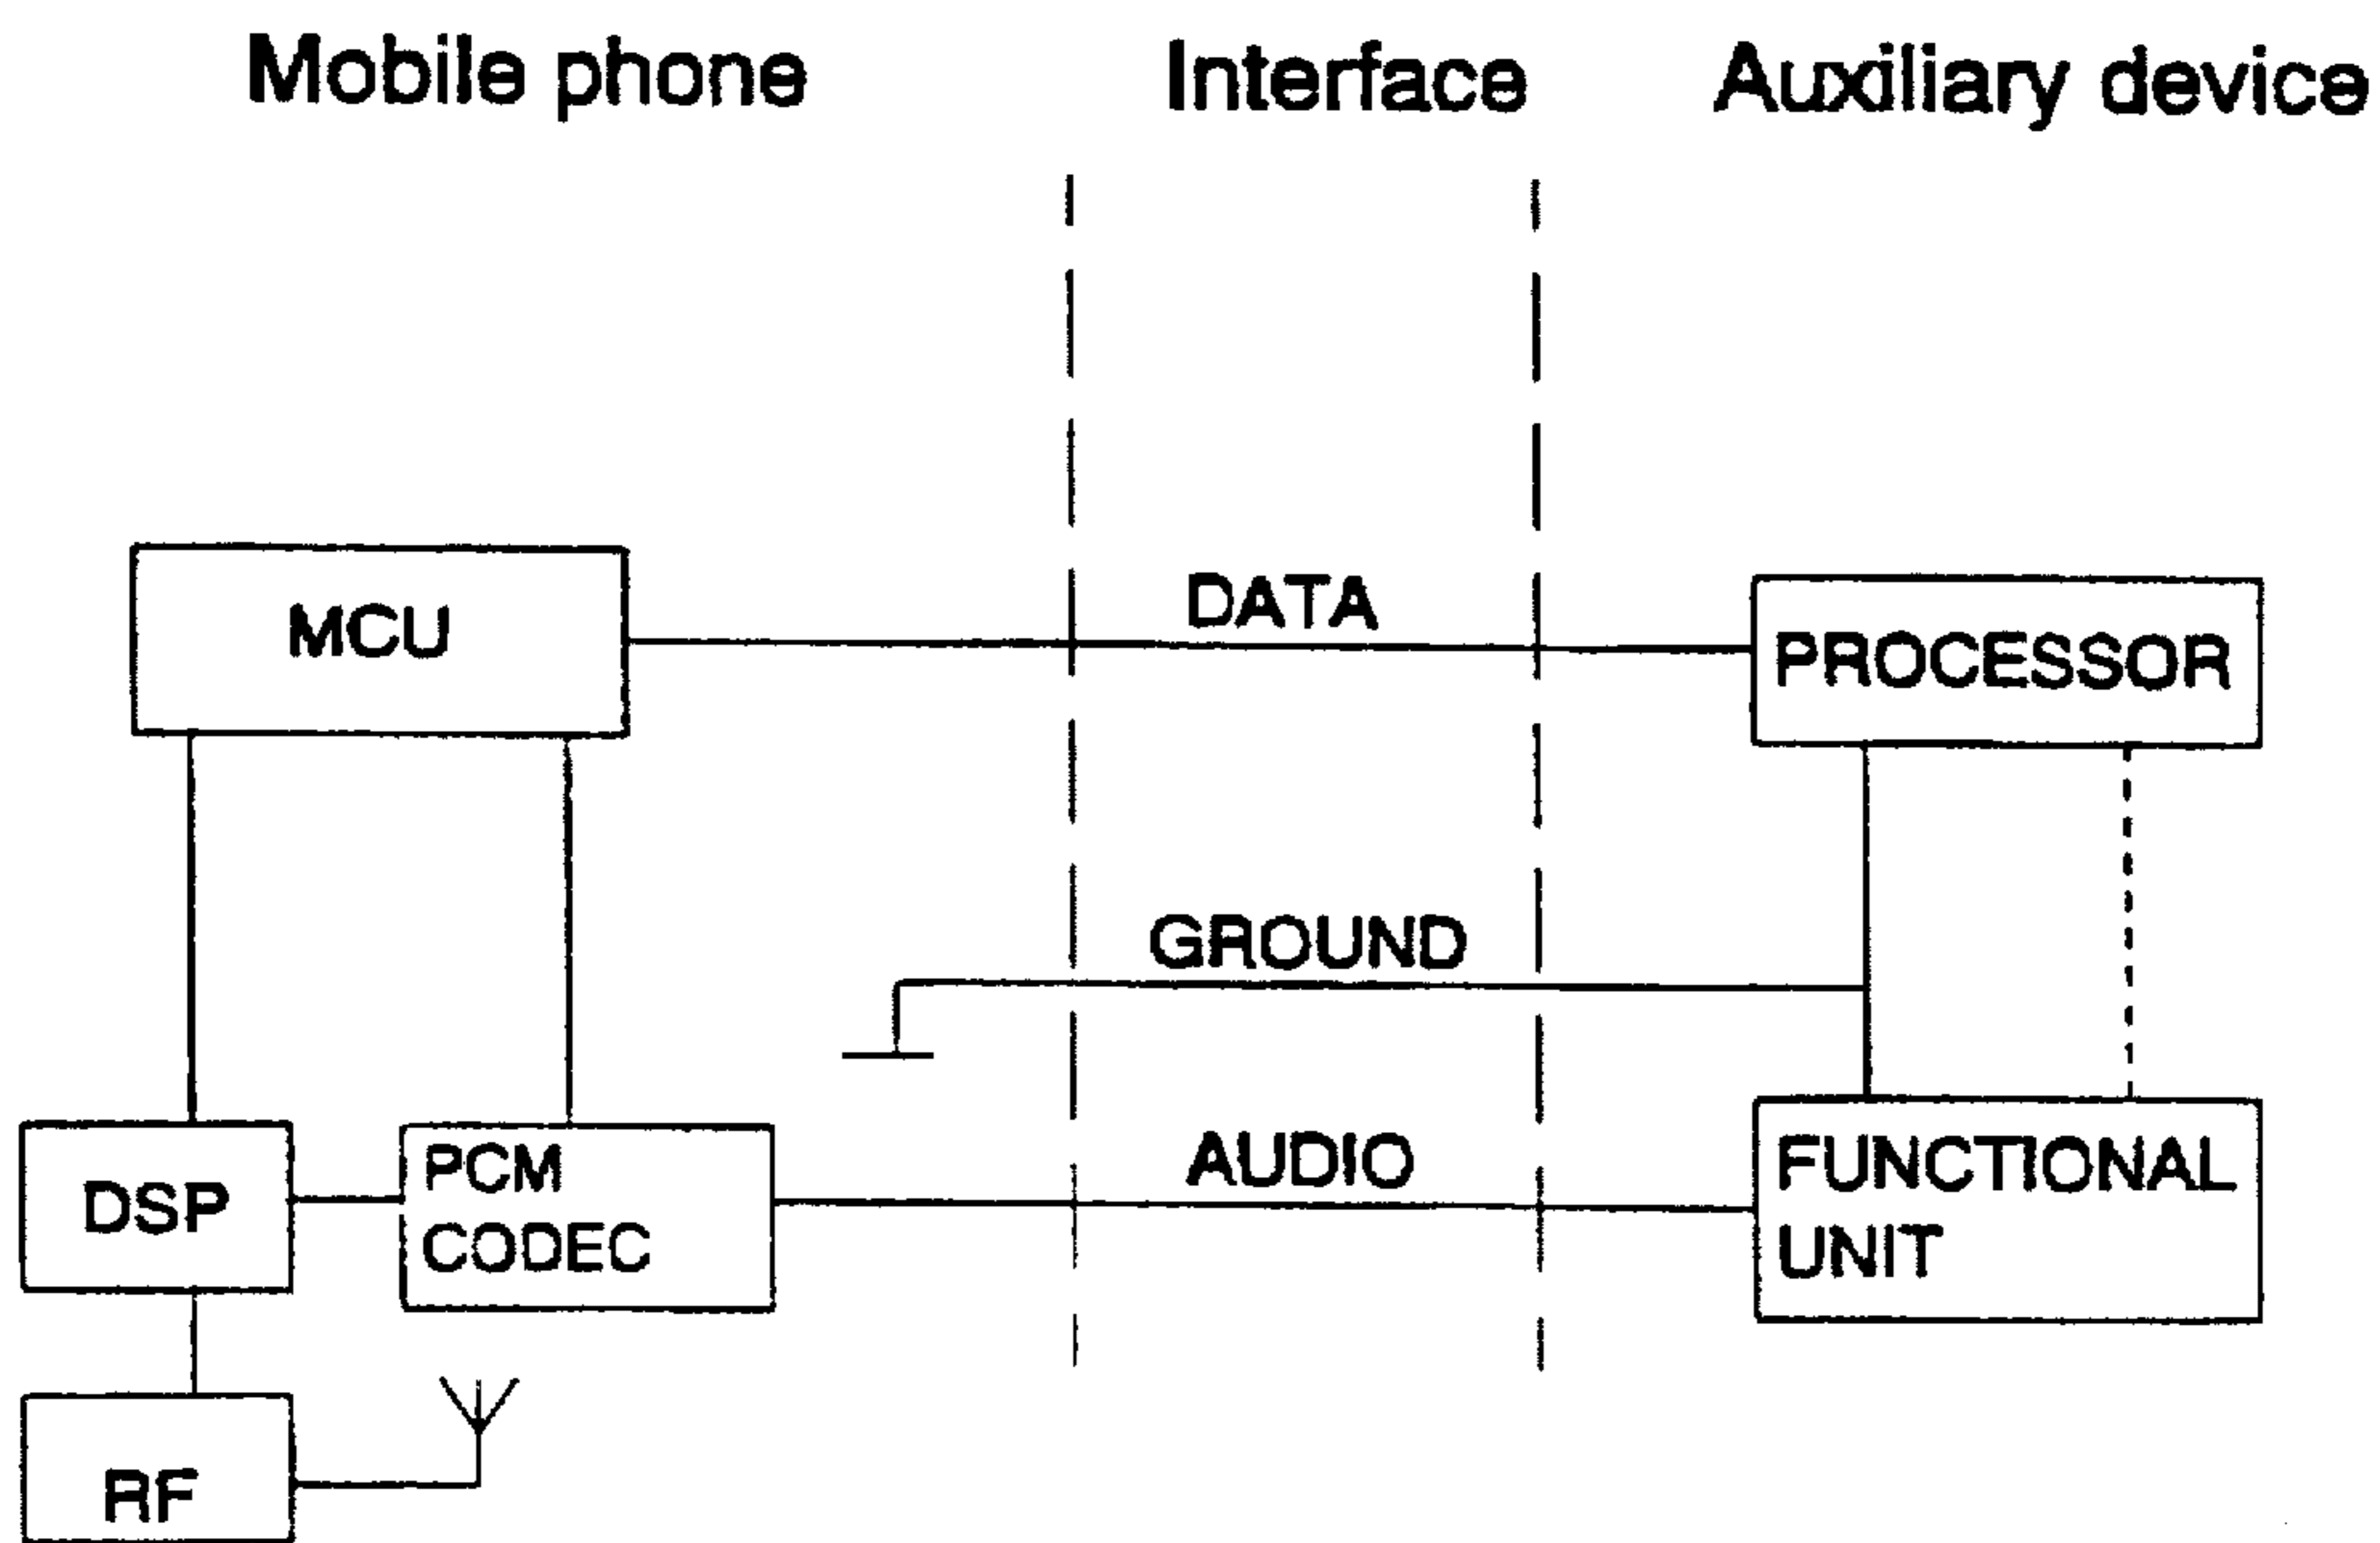 Mobile phone
Interface
Auxiliary device
MCU
DATA
PROCESSOR
GROUND
DSP
PCM
CODEC
AUDIO
FUNCTIONAL
UNIT
RF